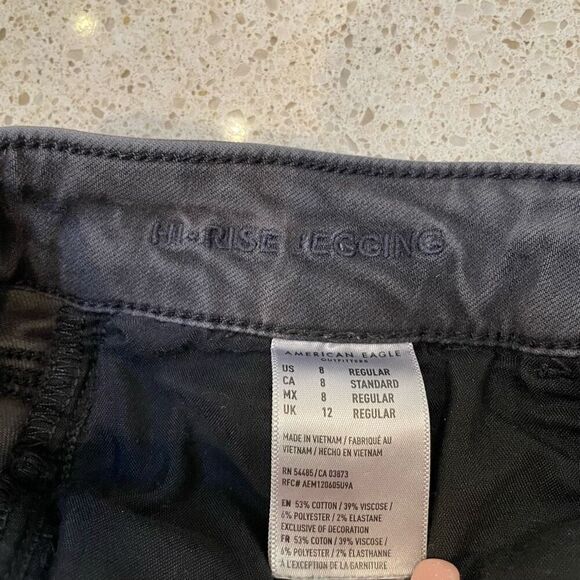 HI-RISE JEGGING
AMERICAN EAGLE
OUTFITTERS
US 8 REGULAR
CA 8 STANDARD
MX 8 REGULAR
UK 12 REGULAR
MADE IN VIETNAM / FABRIQUÉ AU
VIETNAM / HECHO EN VIETNAM
RN 54485 / CA 03873
RFC# AEM120605U9A
EN 53% COTTON / 39% VISCOSE /
6% POLYESTER / 2% ELASTANE
EXCLUSIVE OF DECORATION
FR 53% COTON / 39% VISCOSE /
6% POLYESTER / 2% ÉLASTHANNE
À L'EXCEPTION DE LA GARNITURE